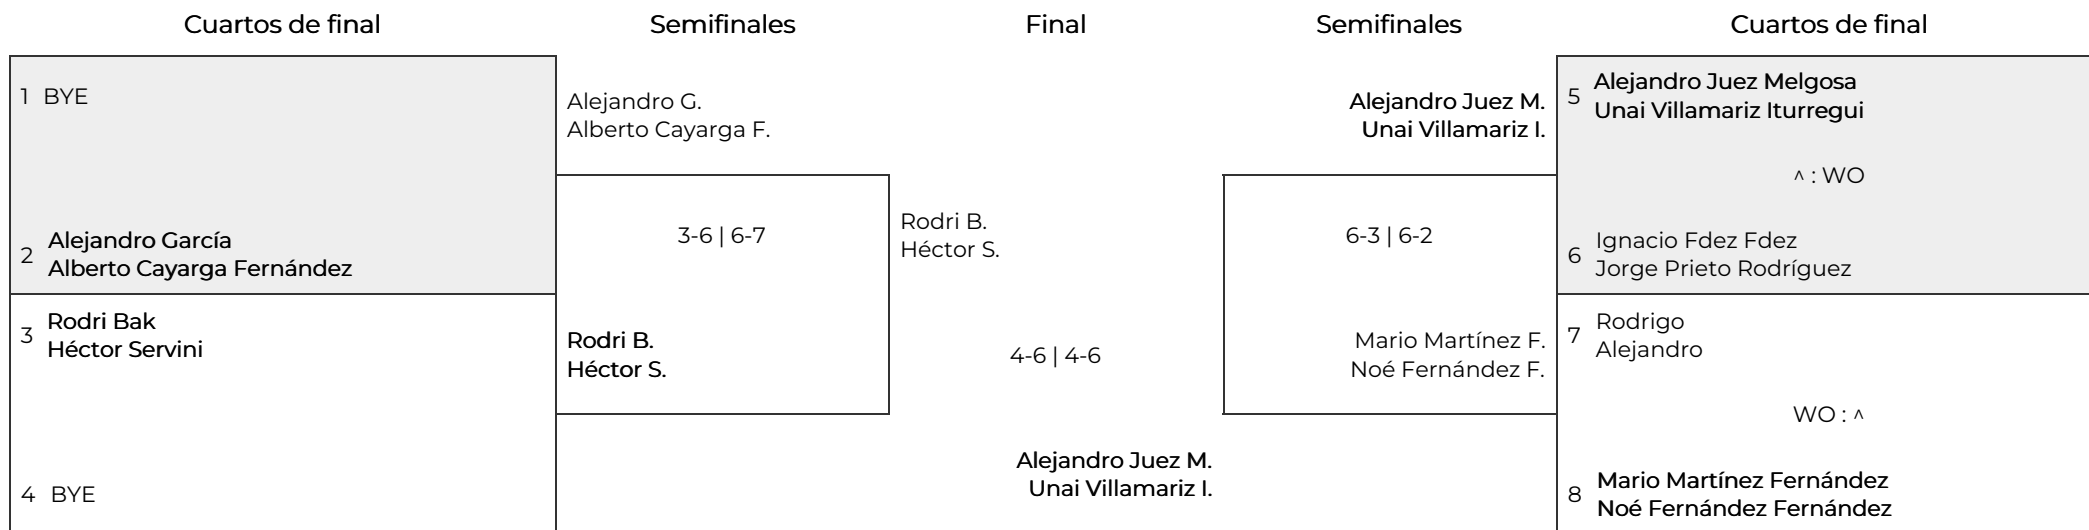 Cuartos de final
Semifinales
Final
Semifinales
Cuartos de final
1 BYE
2 Alejandro García
Alberto Cayarga Fernández
3 Rodri Bak
Héctor Servini
4 BYE
Alejandro G.
Alberto Cayarga F.
3-6 | 6-7
Rodri B.
Héctor S.
Rodri B.
Héctor S.
4-6 | 4-6
Alejandro Juez M.
Unai Villamariz I.
Alejandro Juez M.
Unai Villamariz I.
6-3 | 6-2
Mario Martínez F.
Noé Fernández F.
5 Alejandro Juez Melgosa
Unai Villamariz Iturregui
^ : WO
6 Ignacio Fdez Fdez
Jorge Prieto Rodríguez
7 Rodrigo
Alejandro
WO : ^
8 Mario Martínez Fernández
Noé Fernández Fernández